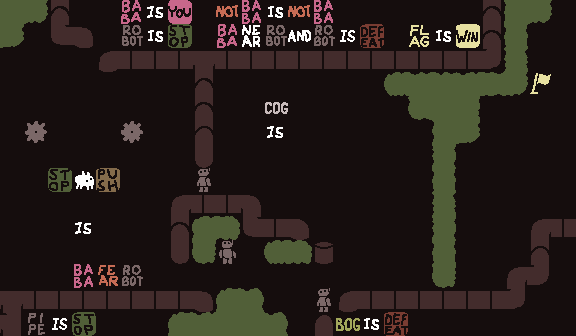 BABA IS YOU NOT BABA IS NOT BABA
ROBOT IS STOP BABA NEAR ROBOT AND ROBOT IS DEFEAT FLAG IS WIN
COG
IS
STOP PUSH
IS
BABA FEAR ROBOT
PIPE IS STOP BOG IS DEFEAT